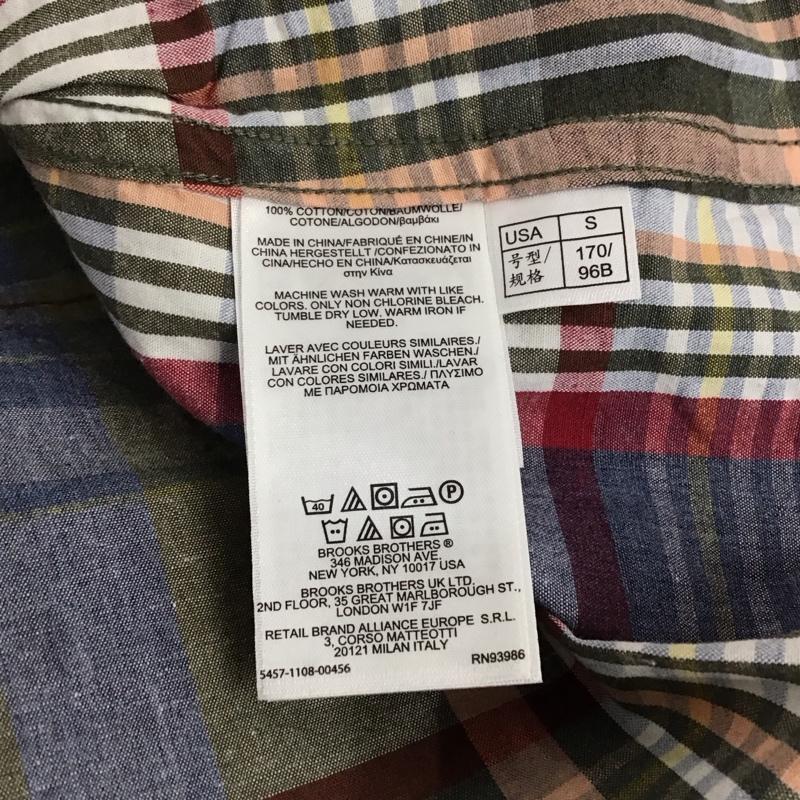 100% COTTON/COTON/BAUMWOLLE/
COTONE/ALGODON/βαμβάκι
MADE IN CHINA/FABRIQUÉ EN CHINE/IN
CHINA HERGESTELLT /CONFEZIONATO IN
CINA/HECHO EN CHINA/Κατασκευάζεται
στην Κίνα
MACHINE WASH WARM WITH LIKE
COLORS. ONLY NON CHLORINE BLEACH.
TUMBLE DRY LOW. WARM IRON IF
NEEDED.
LAVER AVEC COULEURS SIMILAIRES./
MIT ÄHNLICHEN FARBEN WASCHEN./
LAVARE CON COLORI SIMILI./LAVAR
CON COLORES SIMILARES./ ΠΛΥΣΙΜΟ
ΜΕ ΠΑΡΟΜΟΙΑ ΧΡΩΜΑΤΑ
40 P
BROOKS BROTHERS ®
346 MADISON AVE.
NEW YORK, NY 10017 USA
BROOKS BROTHERS UK LTD.
2ND FLOOR, 35 GREAT MARLBOROUGH ST.,
LONDON W1F 7JF
RETAIL BRAND ALLIANCE EUROPE S.R.L.
3, CORSO MATTEOTTI
20121 MILAN ITALY
5457-1108-00456 RN93986
USA S
号型/ 170/
规格 96B